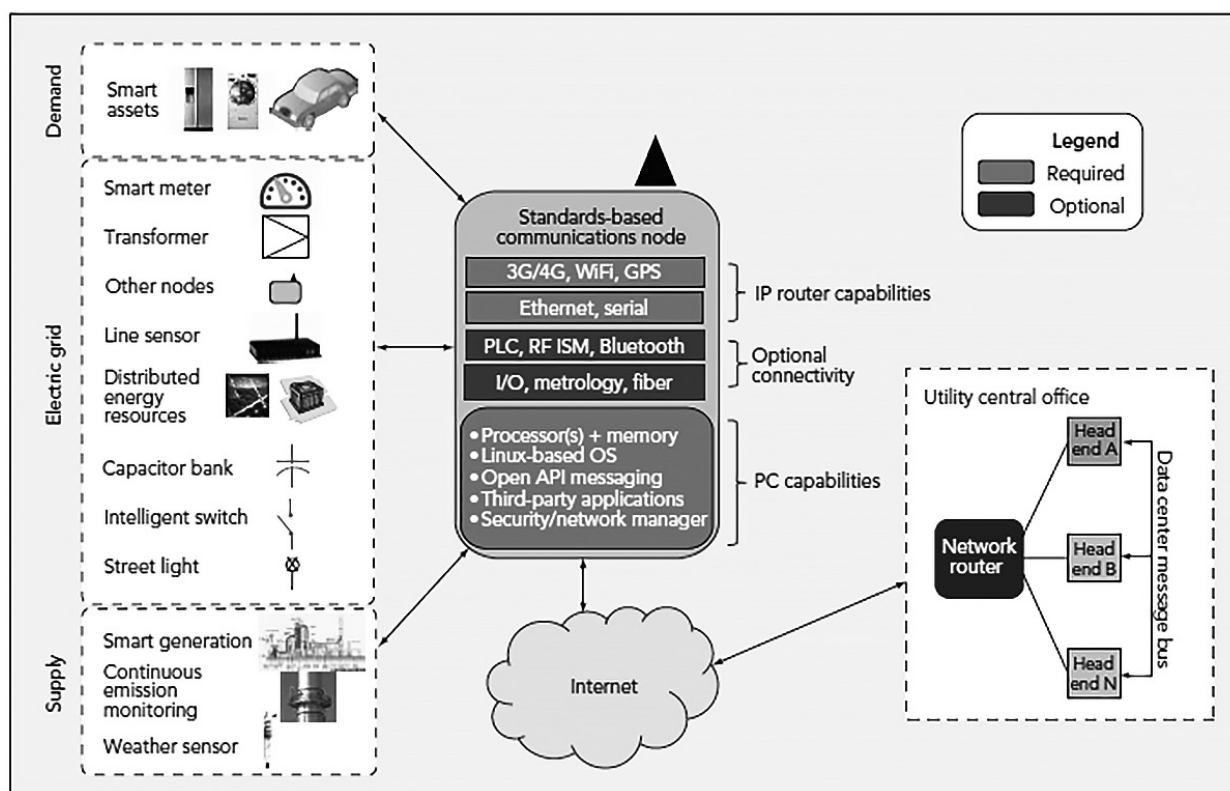 Demand
Smart
assets
Electric grid
Smart meter
Transformer
Other nodes
Line sensor
Distributed
energy
resources
Capacitor bank
Intelligent switch
Street light
Supply
Smart generation
Continuous
emission
monitoring
Weather sensor
Standards-based
communications node
3G/4G, WiFi, GPS
Ethernet, serial
PLC, RF ISM, Bluetooth
I/O, metrology, fiber
•Processor(s) + memory
•Linux-based OS
•Open API messaging
•Third-party applications
•Security/network manager
IP router capabilities
Optional
connectivity
PC capabilities
Internet
Legend
Required
Optional
Utility central office
Network
router
Head
end A
Head
end B
Head
end N
Data center message bus